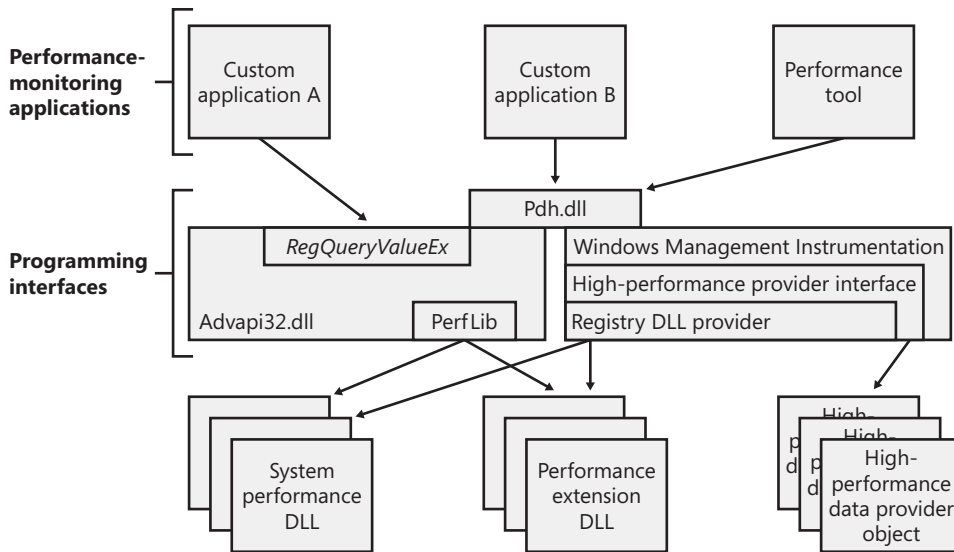 Performance-
monitoring
applications
Custom
application A
Custom
application B
Performance
tool
Programming
interfaces
Pdh.dll
RegQueryValueEx
Advapi32.dll
PerfLib
Windows Management Instrumentation
High-performance provider interface
Registry DLL provider
System
performance
DLL
Performance
extension
DLL
High-
p
d
High-
p
d
High-
performance
data provider
object